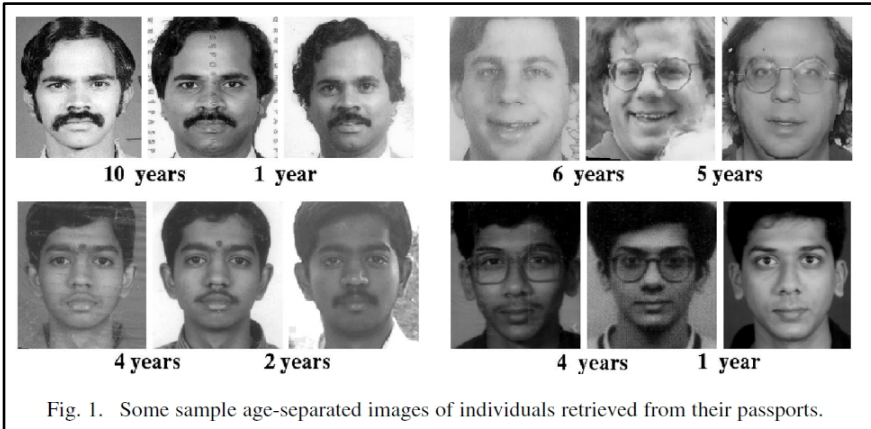 10 years 1 year 6 years 5 years
4 years 2 years 4 years 1 year
Fig. 1. Some sample age-separated images of individuals retrieved from their passports.